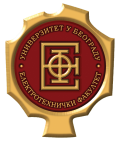 УНИВЕРЗИТЕТ У БЕОГРАДУ
ЕЛЕКТРОТЕХНИЧКИ ФАКУЛТЕТ